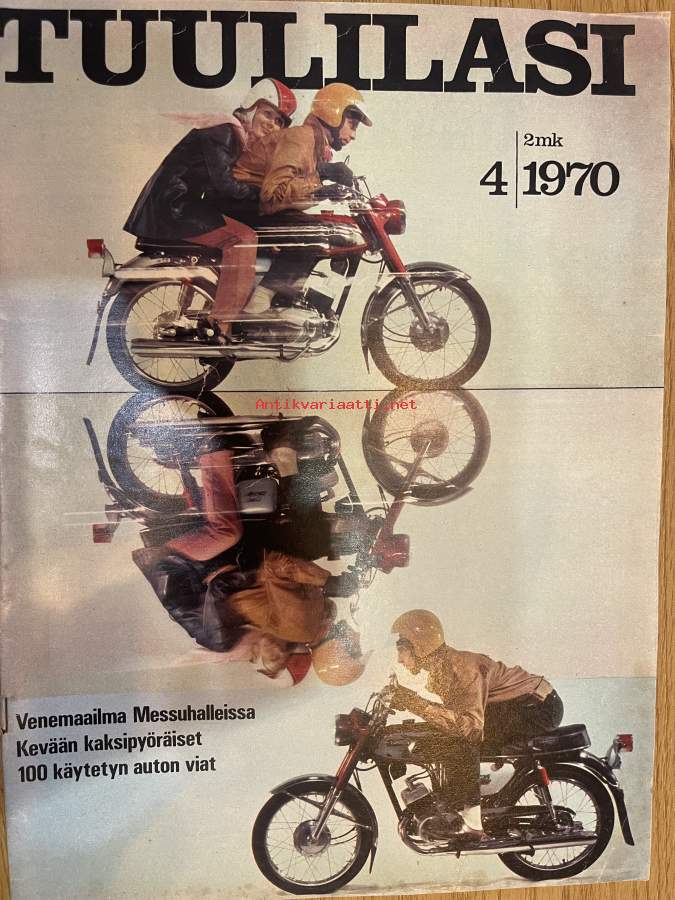 TUULILASI
2mk
4 1970
Antikvariaatti.net
Venemaailma Messuhalleissa
Kevään kaksipyöräiset
100 käytetyn auton viat